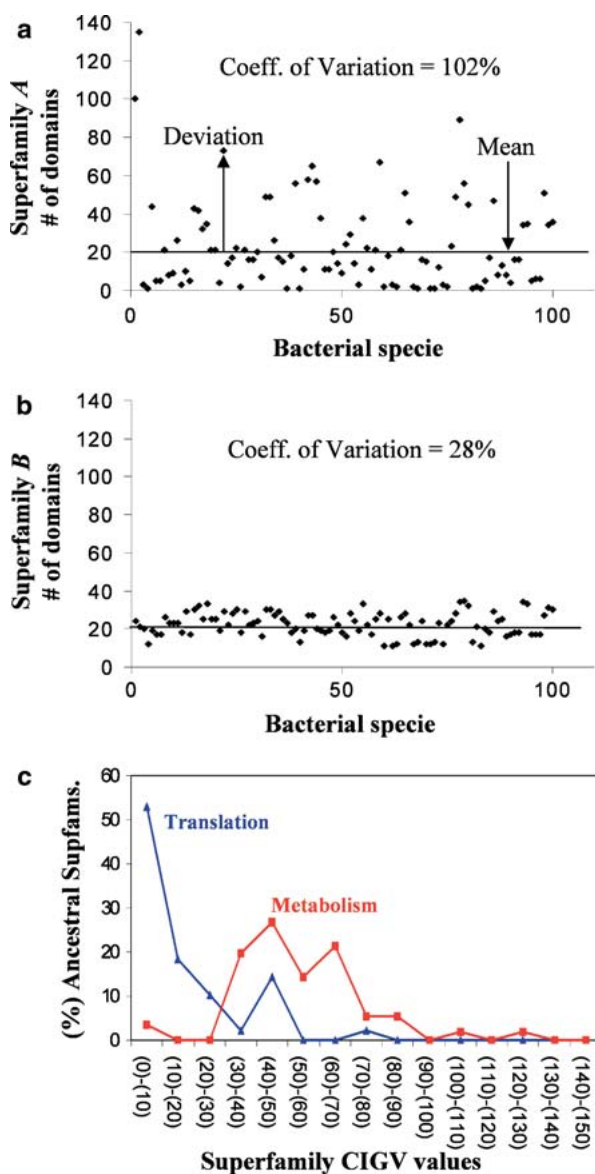 a
Superfamily A
# of domains
140
120
100
80
60
40
20
0
Coeff. of Variation = 102%
Deviation
Mean
0
50
100
Bacterial specie
b
Superfamily B
# of domains
140
120
100
80
60
40
20
0
Coeff. of Variation = 28%
0
50
100
Bacterial specie
c
(%) Ancestral Supfams.
60
50
40
30
20
10
0
Translation
Metabolism
(0)-(10)
(10)-(20)
(20)-(30)
(30)-(40)
(40)-(50)
(50)-(60)
(60)-(70)
(70)-(80)
(80)-(90)
(90)-(100)
(100)-(110)
(110)-(120)
(120)-(130)
(130)-(140)
(140)-(150)
Superfamily CIGV values